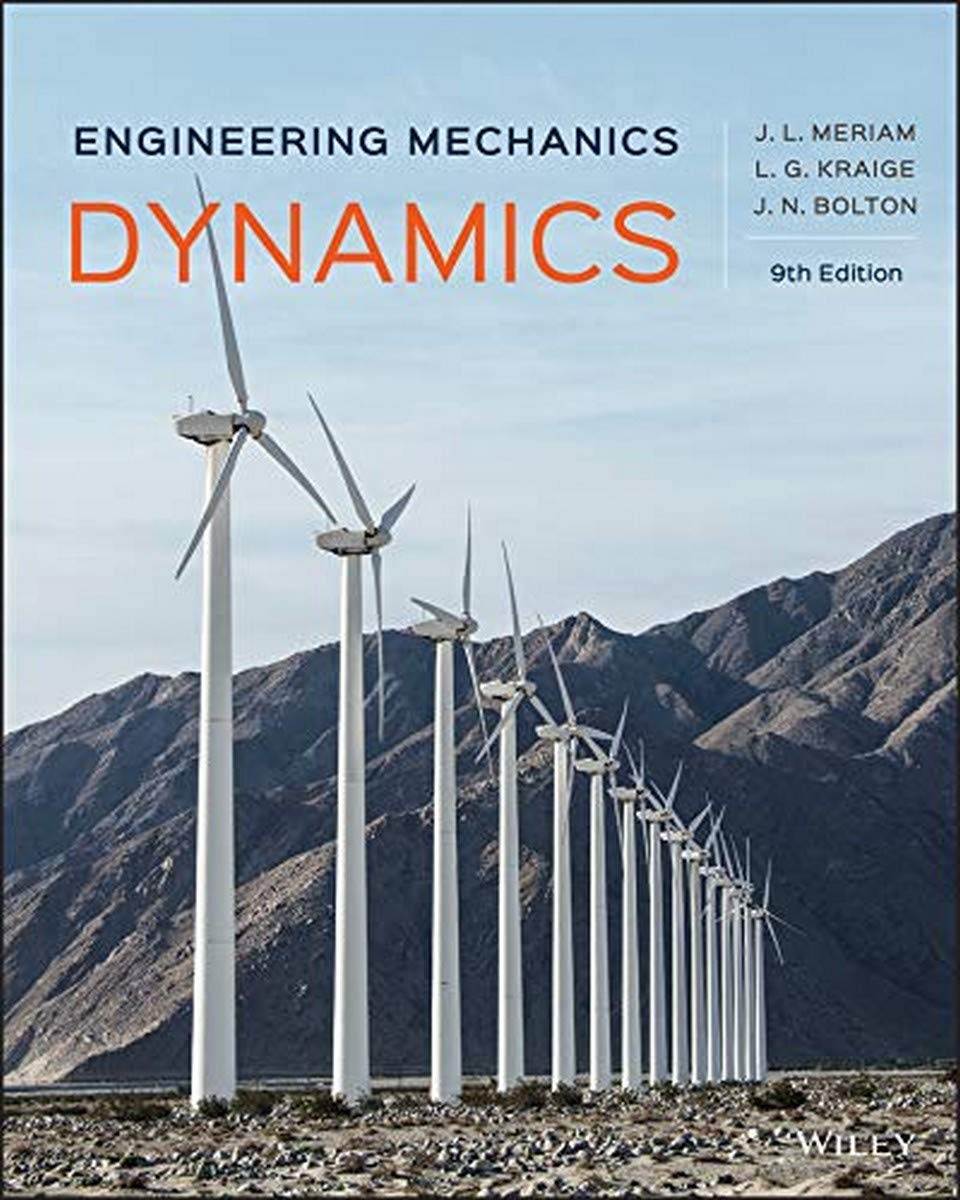 ENGINEERING MECHANICS
DYNAMICS
J. L. MERIAM
L. G. KRAIGE
J. N. BOLTON
9th Edition
WILEY